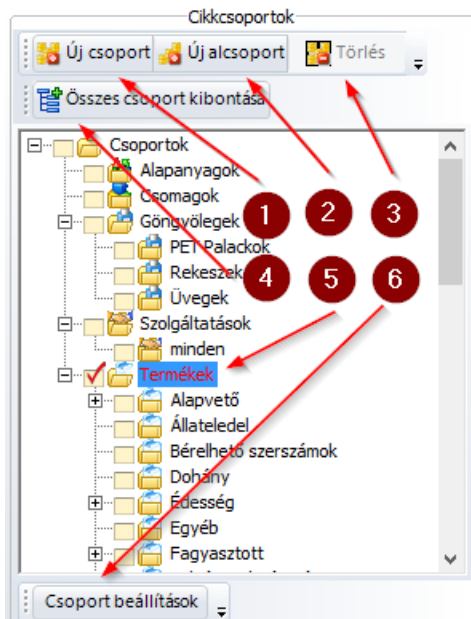 Cikkcsoportok
Új csoport Új alcsoport Törlés
Összes csoport kibontása
Csoportok
Alapanyagok
Csomagok
Göngyölegek
PET Palackok
Rekeszek
Üvegek
Szolgáltatások
minden
Termékek
Alapvető
Állateledel
Bérelhető szerszámok
Dohány
Édesség
Egyéb
Fagyasztott
1 2 3
4 5 6
Csoport beállítások